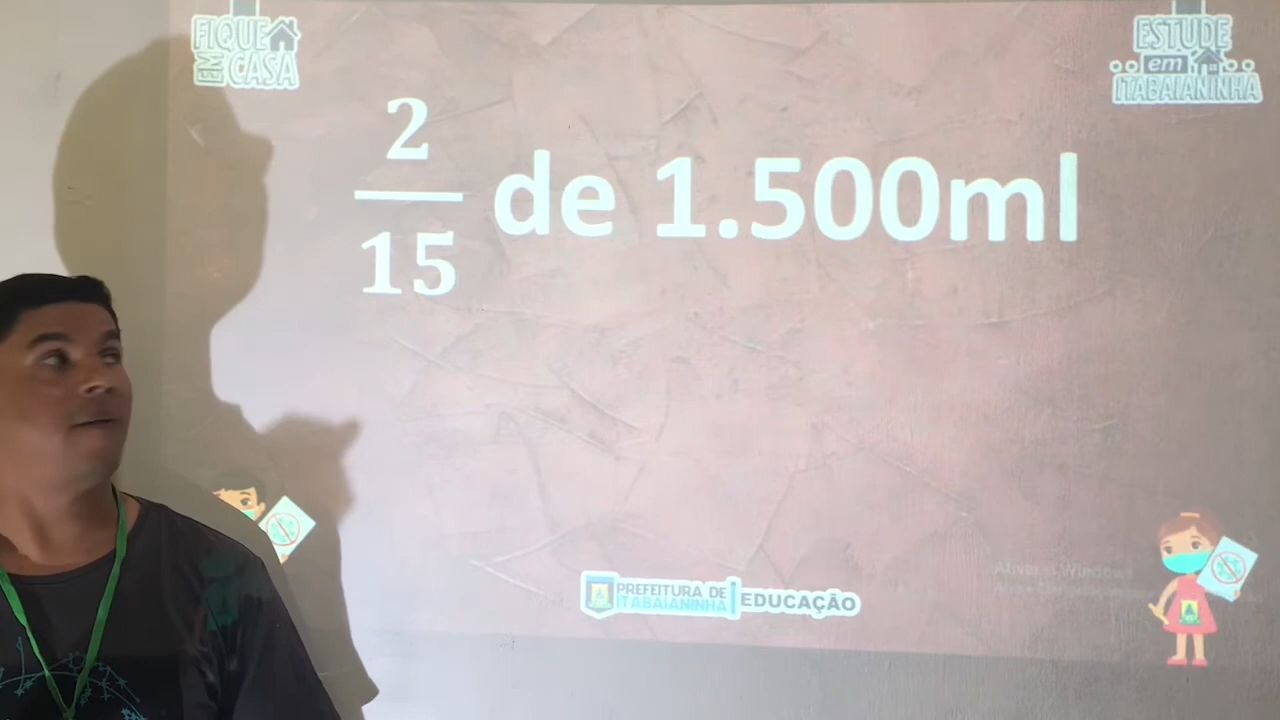 FIQUE
EM CASA
ESTUDE
em
ITABAIANINHA
2
15
de 1.500ml
PREFEITURA DE
ITABAIANINHA
EDUCAÇÃO